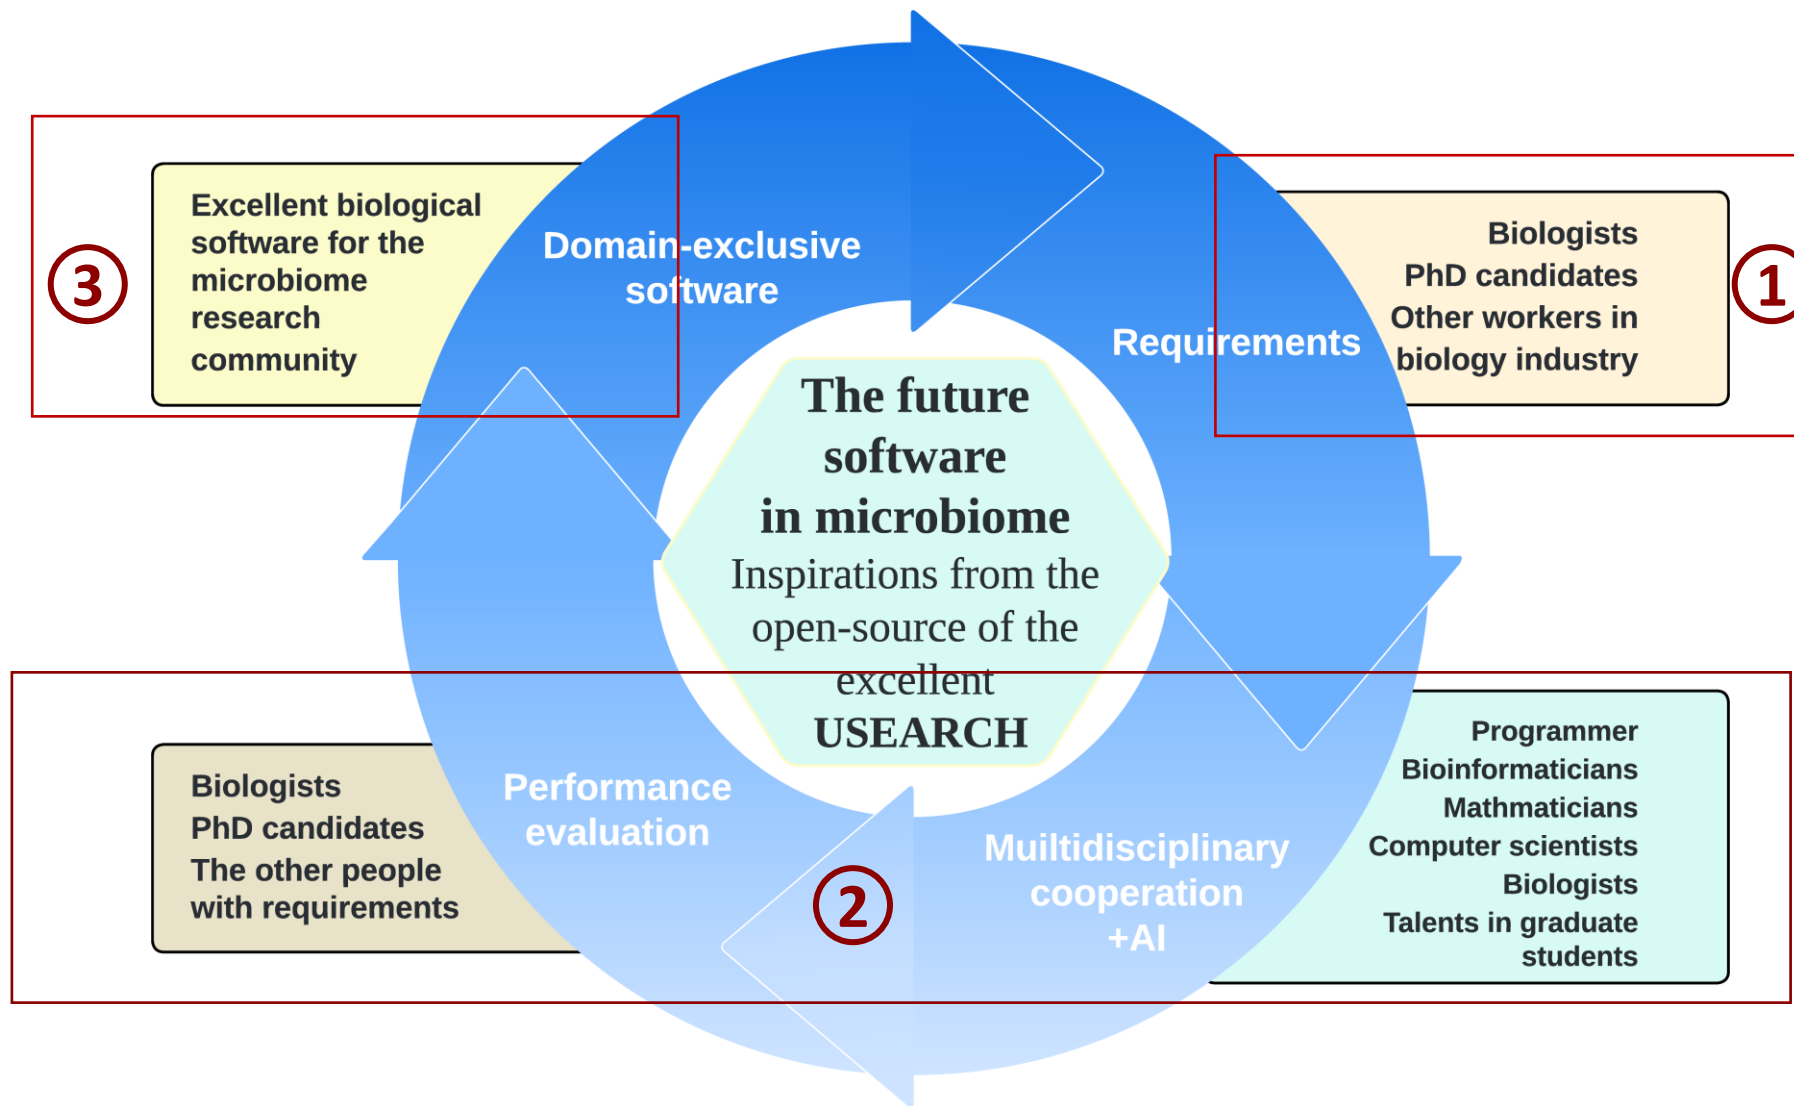 ③
Excellent biological
software for the
microbiome
research
community
Domain-exclusive
software
Requirements
Biologists
PhD candidates
Other workers in
biology industry
①
The future
software
in microbiome
Inspirations from the
open-source of the
excellent
USEARCH
Biologists
PhD candidates
The other people
with requirements
Performance
evaluation
②
Muiltidisciplinary
cooperation
+AI
Programmer
Bioinformaticians
Mathmaticians
Computer scientists
Biologists
Talents in graduate
students